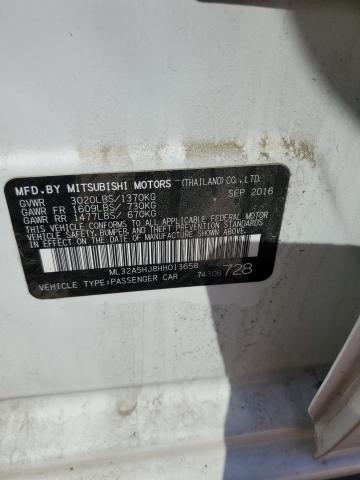 MFD.BY MITSUBISHI MOTORS (THAILAND) CO., LTD.
GVWR 3020LBS/1370KG SEP 2016
GAWR FR 1609LBS/ 730KG
GAWR RR 1477LBS/ 670KG
THIS VEHICLE CONFORMS TO ALL APPLICABLE U.S. FEDERAL MOTOR VEHICLE SAFETY, BUMPER, AND THEFT PREVENTION STANDARDS IN EFFECT ON THE DATE OF MANUFACTURE SHOWN ABOVE.
ML32A5HJ8HH013658 7430B 728
VEHICLE TYPE:PASSENGER CAR